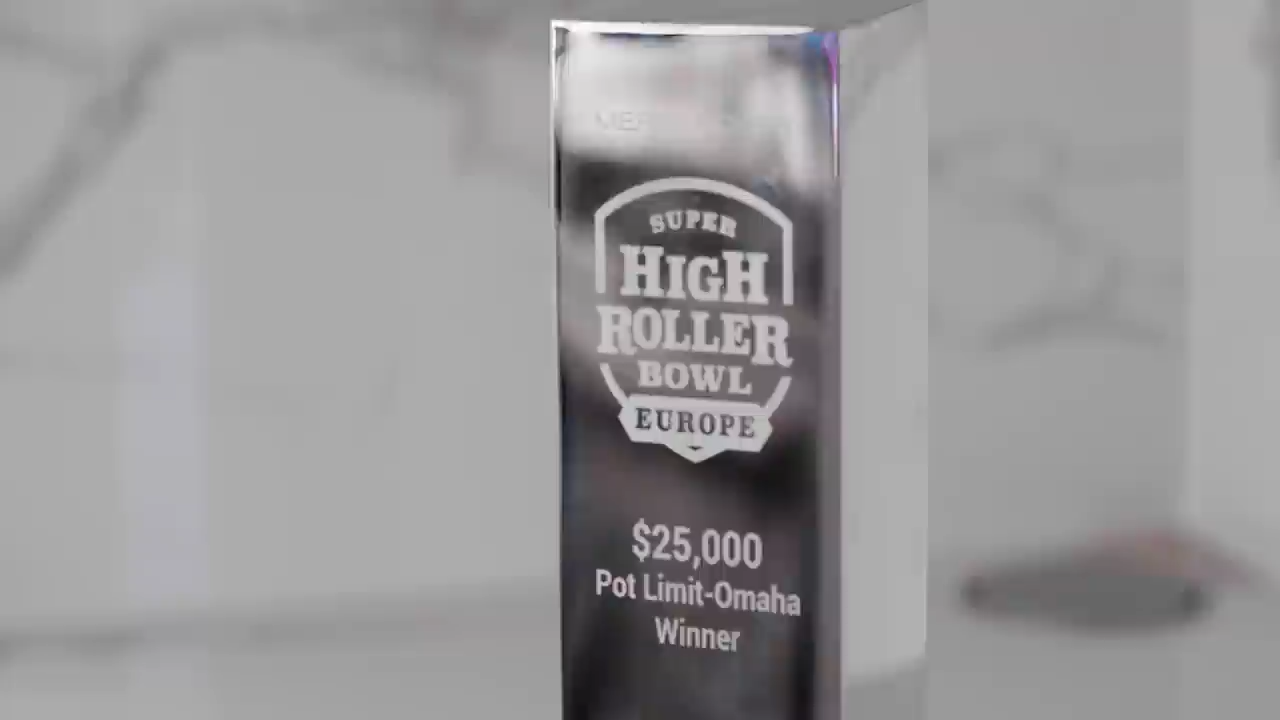 SUPER
HIGH
ROLLER
BOWL
EUROPE
$25,000
Pot Limit-Omaha
Winner